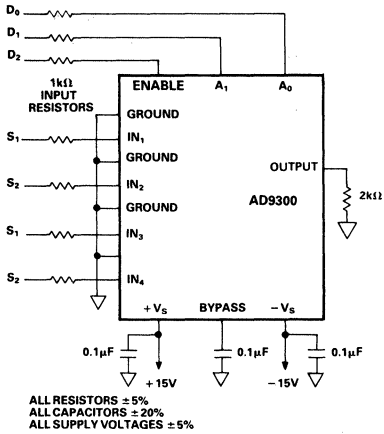 D₀
D₁
D₂
1kΩ
INPUT
RESISTORS
ENABLE A₁ A₀
GROUND
S₁ IN₁
GROUND
OUTPUT
S₂ IN₂
2kΩ
GROUND AD9300
S₁ IN₃
S₂ IN₄
+Vₛ BYPASS −Vₛ
0.1μF 0.1μF 0.1μF
+15V −15V
ALL RESISTORS ±5%
ALL CAPACITORS ±20%
ALL SUPPLY VOLTAGES ±5%